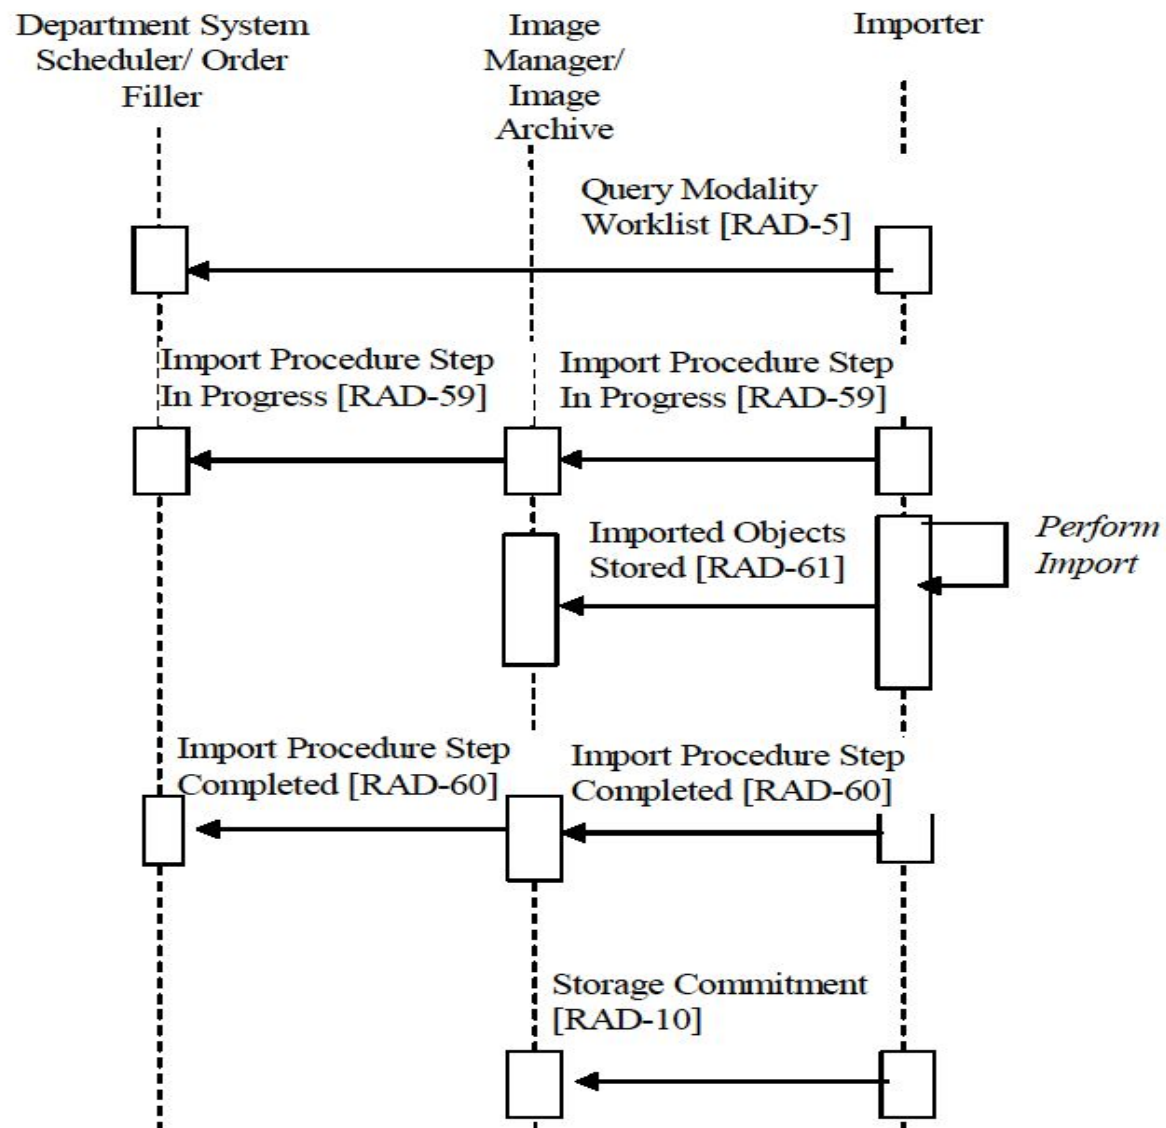 Department System
Scheduler/ Order
Filler
Image
Manager/
Image
Archive
Importer
Query Modality
Worklist [RAD-5]
Import Procedure Step
In Progress [RAD-59]
Import Procedure Step
In Progress [RAD-59]
Imported Objects
Stored [RAD-61]
Perform
Import
Import Procedure Step
Completed [RAD-60]
Import Procedure Step
Completed [RAD-60]
Storage Commitment
[RAD-10]